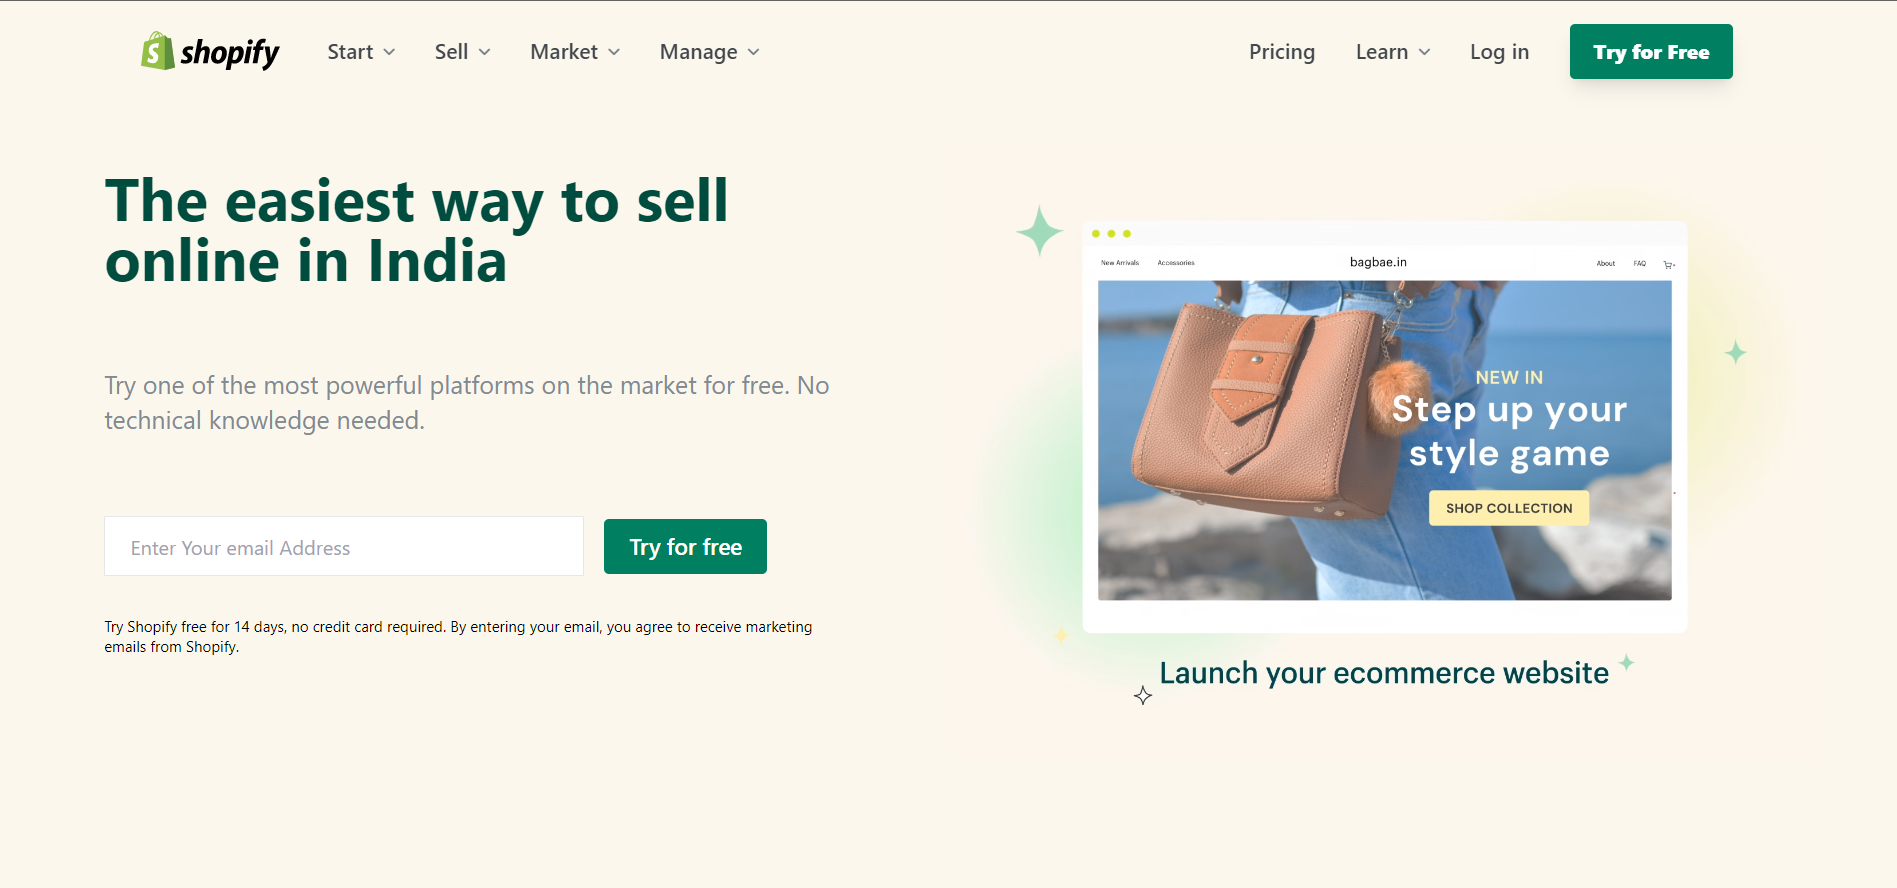 shopify
Start
Sell
Market
Manage
Pricing
Learn
Log in
Try for Free
The easiest way to sell
online in India
Try one of the most powerful platforms on the market for free. No
technical knowledge needed.
Enter Your email Address
Try for free
Try Shopify free for 14 days, no credit card required. By entering your email, you agree to receive marketing
emails from Shopify.
New Arrivals
Accessories
bagbae.in
About
FAQ
NEW IN
Step up your
style game
SHOP COLLECTION
Launch your ecommerce website